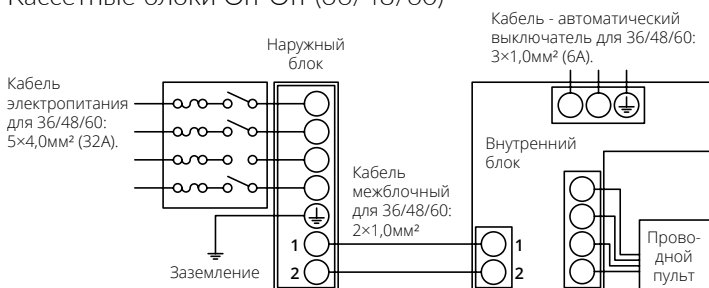 Кассетные блоки On-Off (36/48/60)
Кабель - автоматический
выключатель для 36/48/60:
3×1,0мм² (6А).
Наружный
блок
Кабель
электропитания
для 36/48/60:
5×4,0мм² (32А).
Внутренний
блок
Кабель
межблочный
для 36/48/60:
2×1,0мм²
1
1
2
2
Заземление
Прово-
дной
пульт